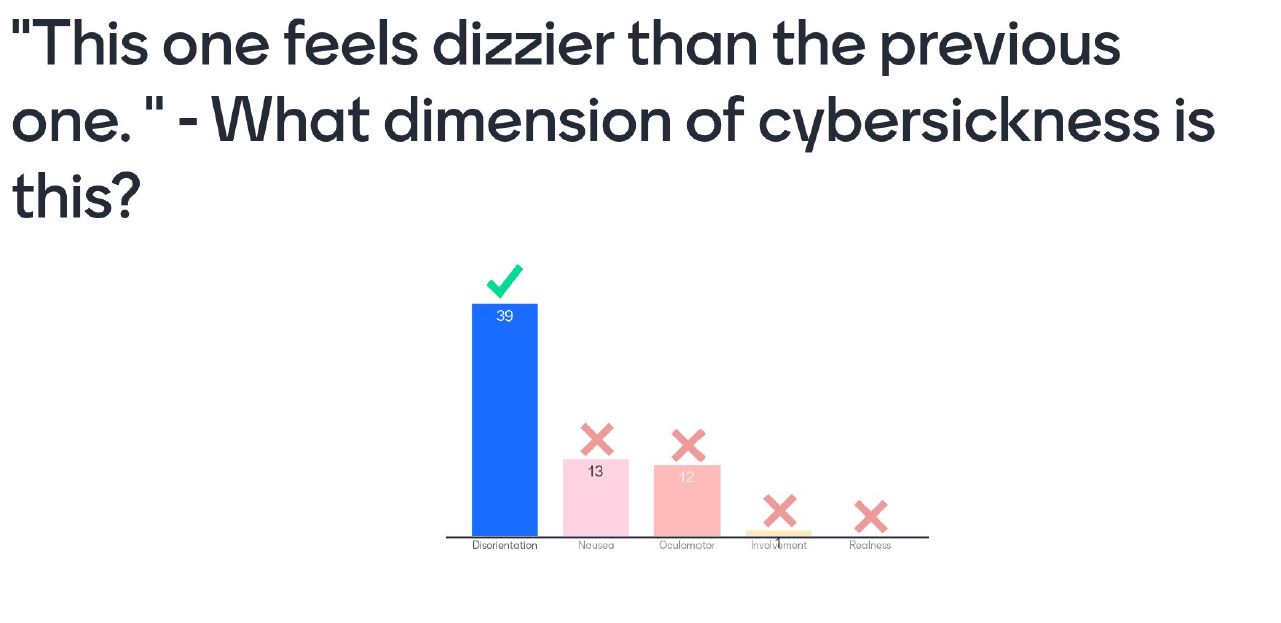 "This one feels dizzier than the previous
one. " - What dimension of cybersickness is
this?
39
13
12
1
Disorientation
Nausea
Oculomotor
Involvement
Realness